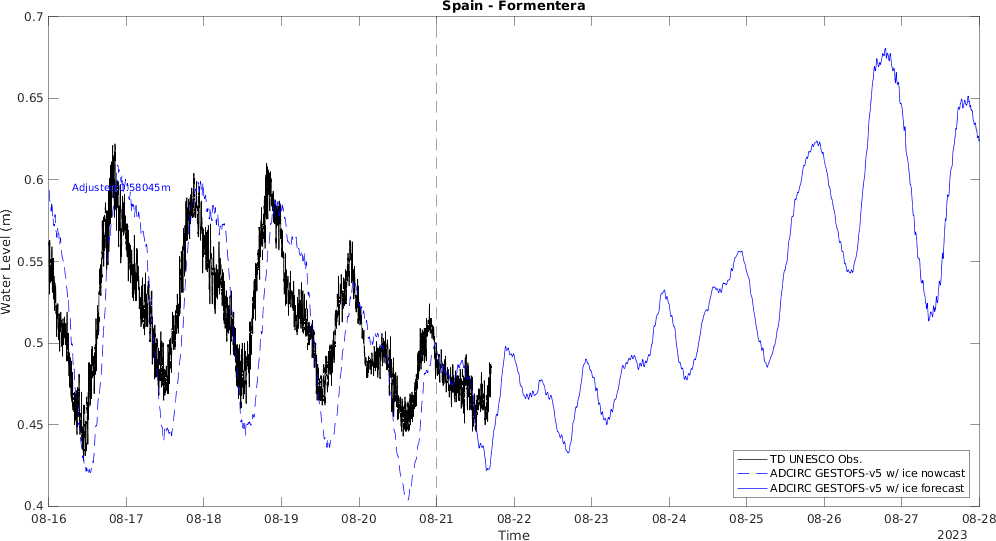 Spain - Formentera
0.7
0.65
0.6
0.55
0.5
0.45
0.4
Water Level (m)
Adjusted 0.58045m
TD UNESCO Obs.
ADCIRC GESTOFS-v5 w/ ice nowcast
ADCIRC GESTOFS-v5 w/ ice forecast
08-16 08-17 08-18 08-19 08-20 08-21 08-22 08-23 08-24 08-25 08-26 08-27 08-28
Time
2023